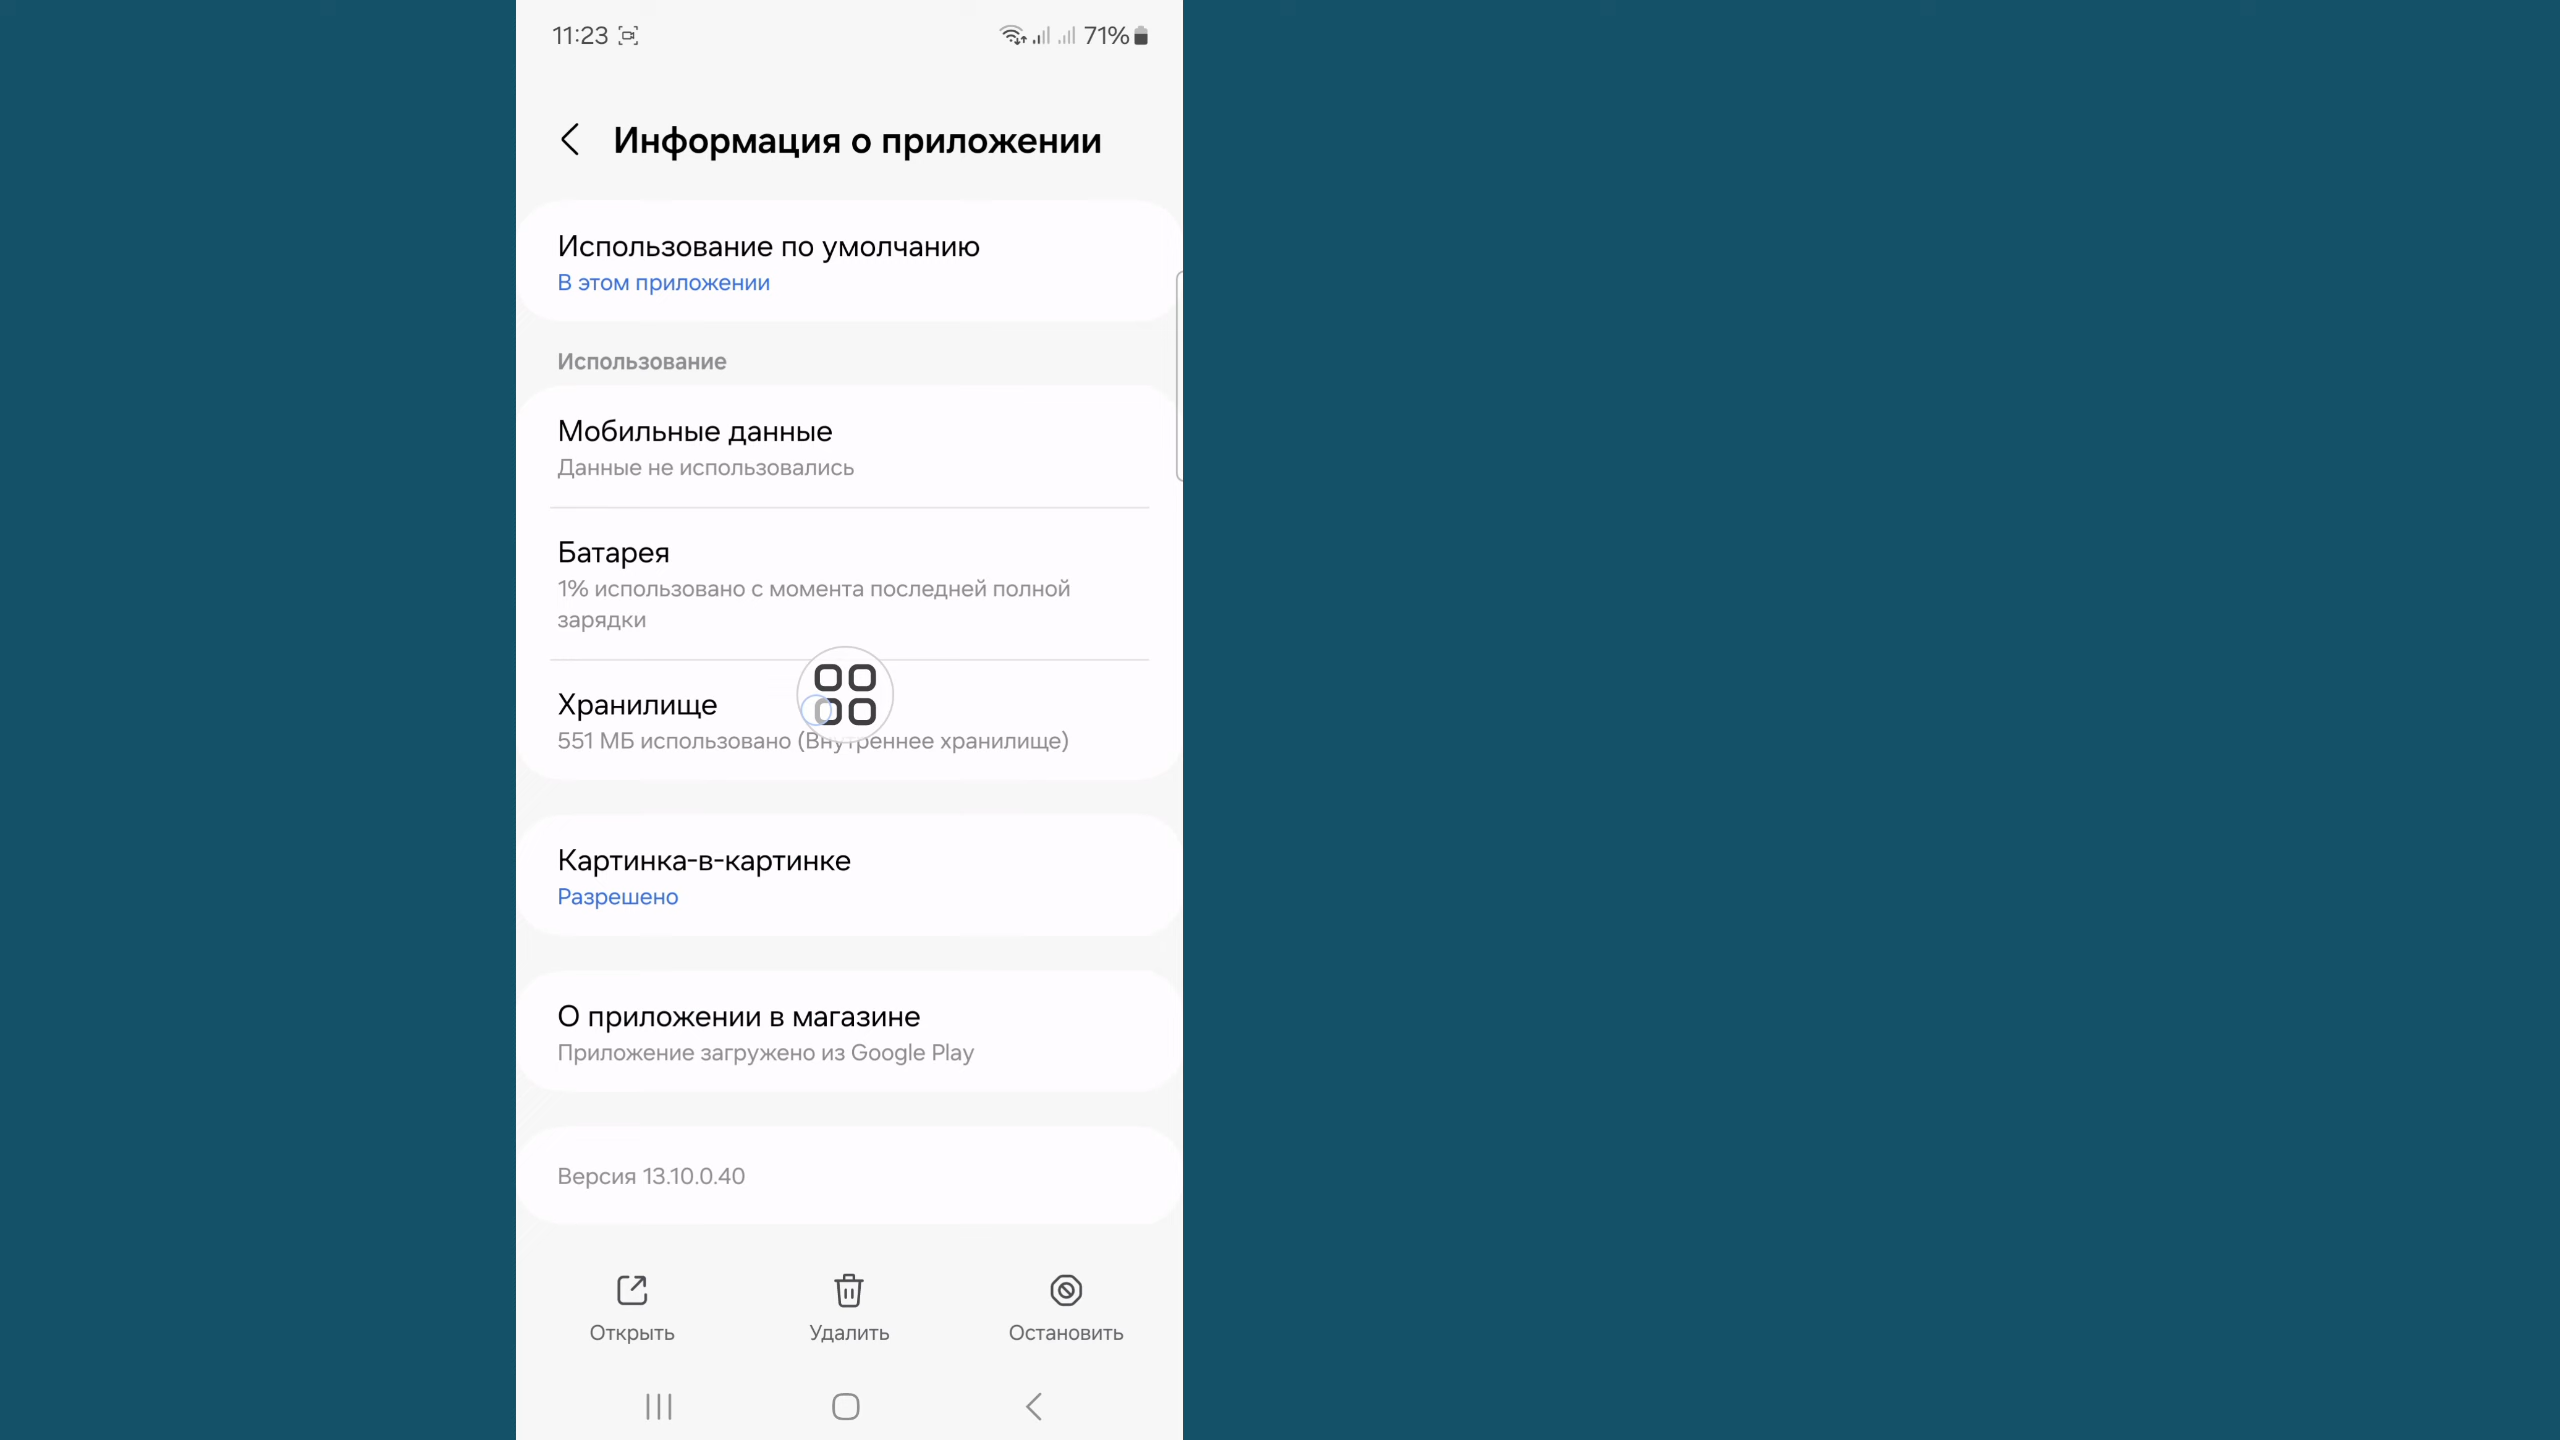 11:23
71%
Информация о приложении
Использование по умолчанию
В этом приложении
Использование
Мобильные данные
Данные не использовались
Батарея
1% использовано с момента последней полной
зарядки
Хранилище
551 МБ использовано (Внутреннее хранилище)
Картинка-в-картинке
Разрешено
О приложении в магазине
Приложение загружено из Google Play
Версия 13.10.0.40
Открыть
Удалить
Остановить